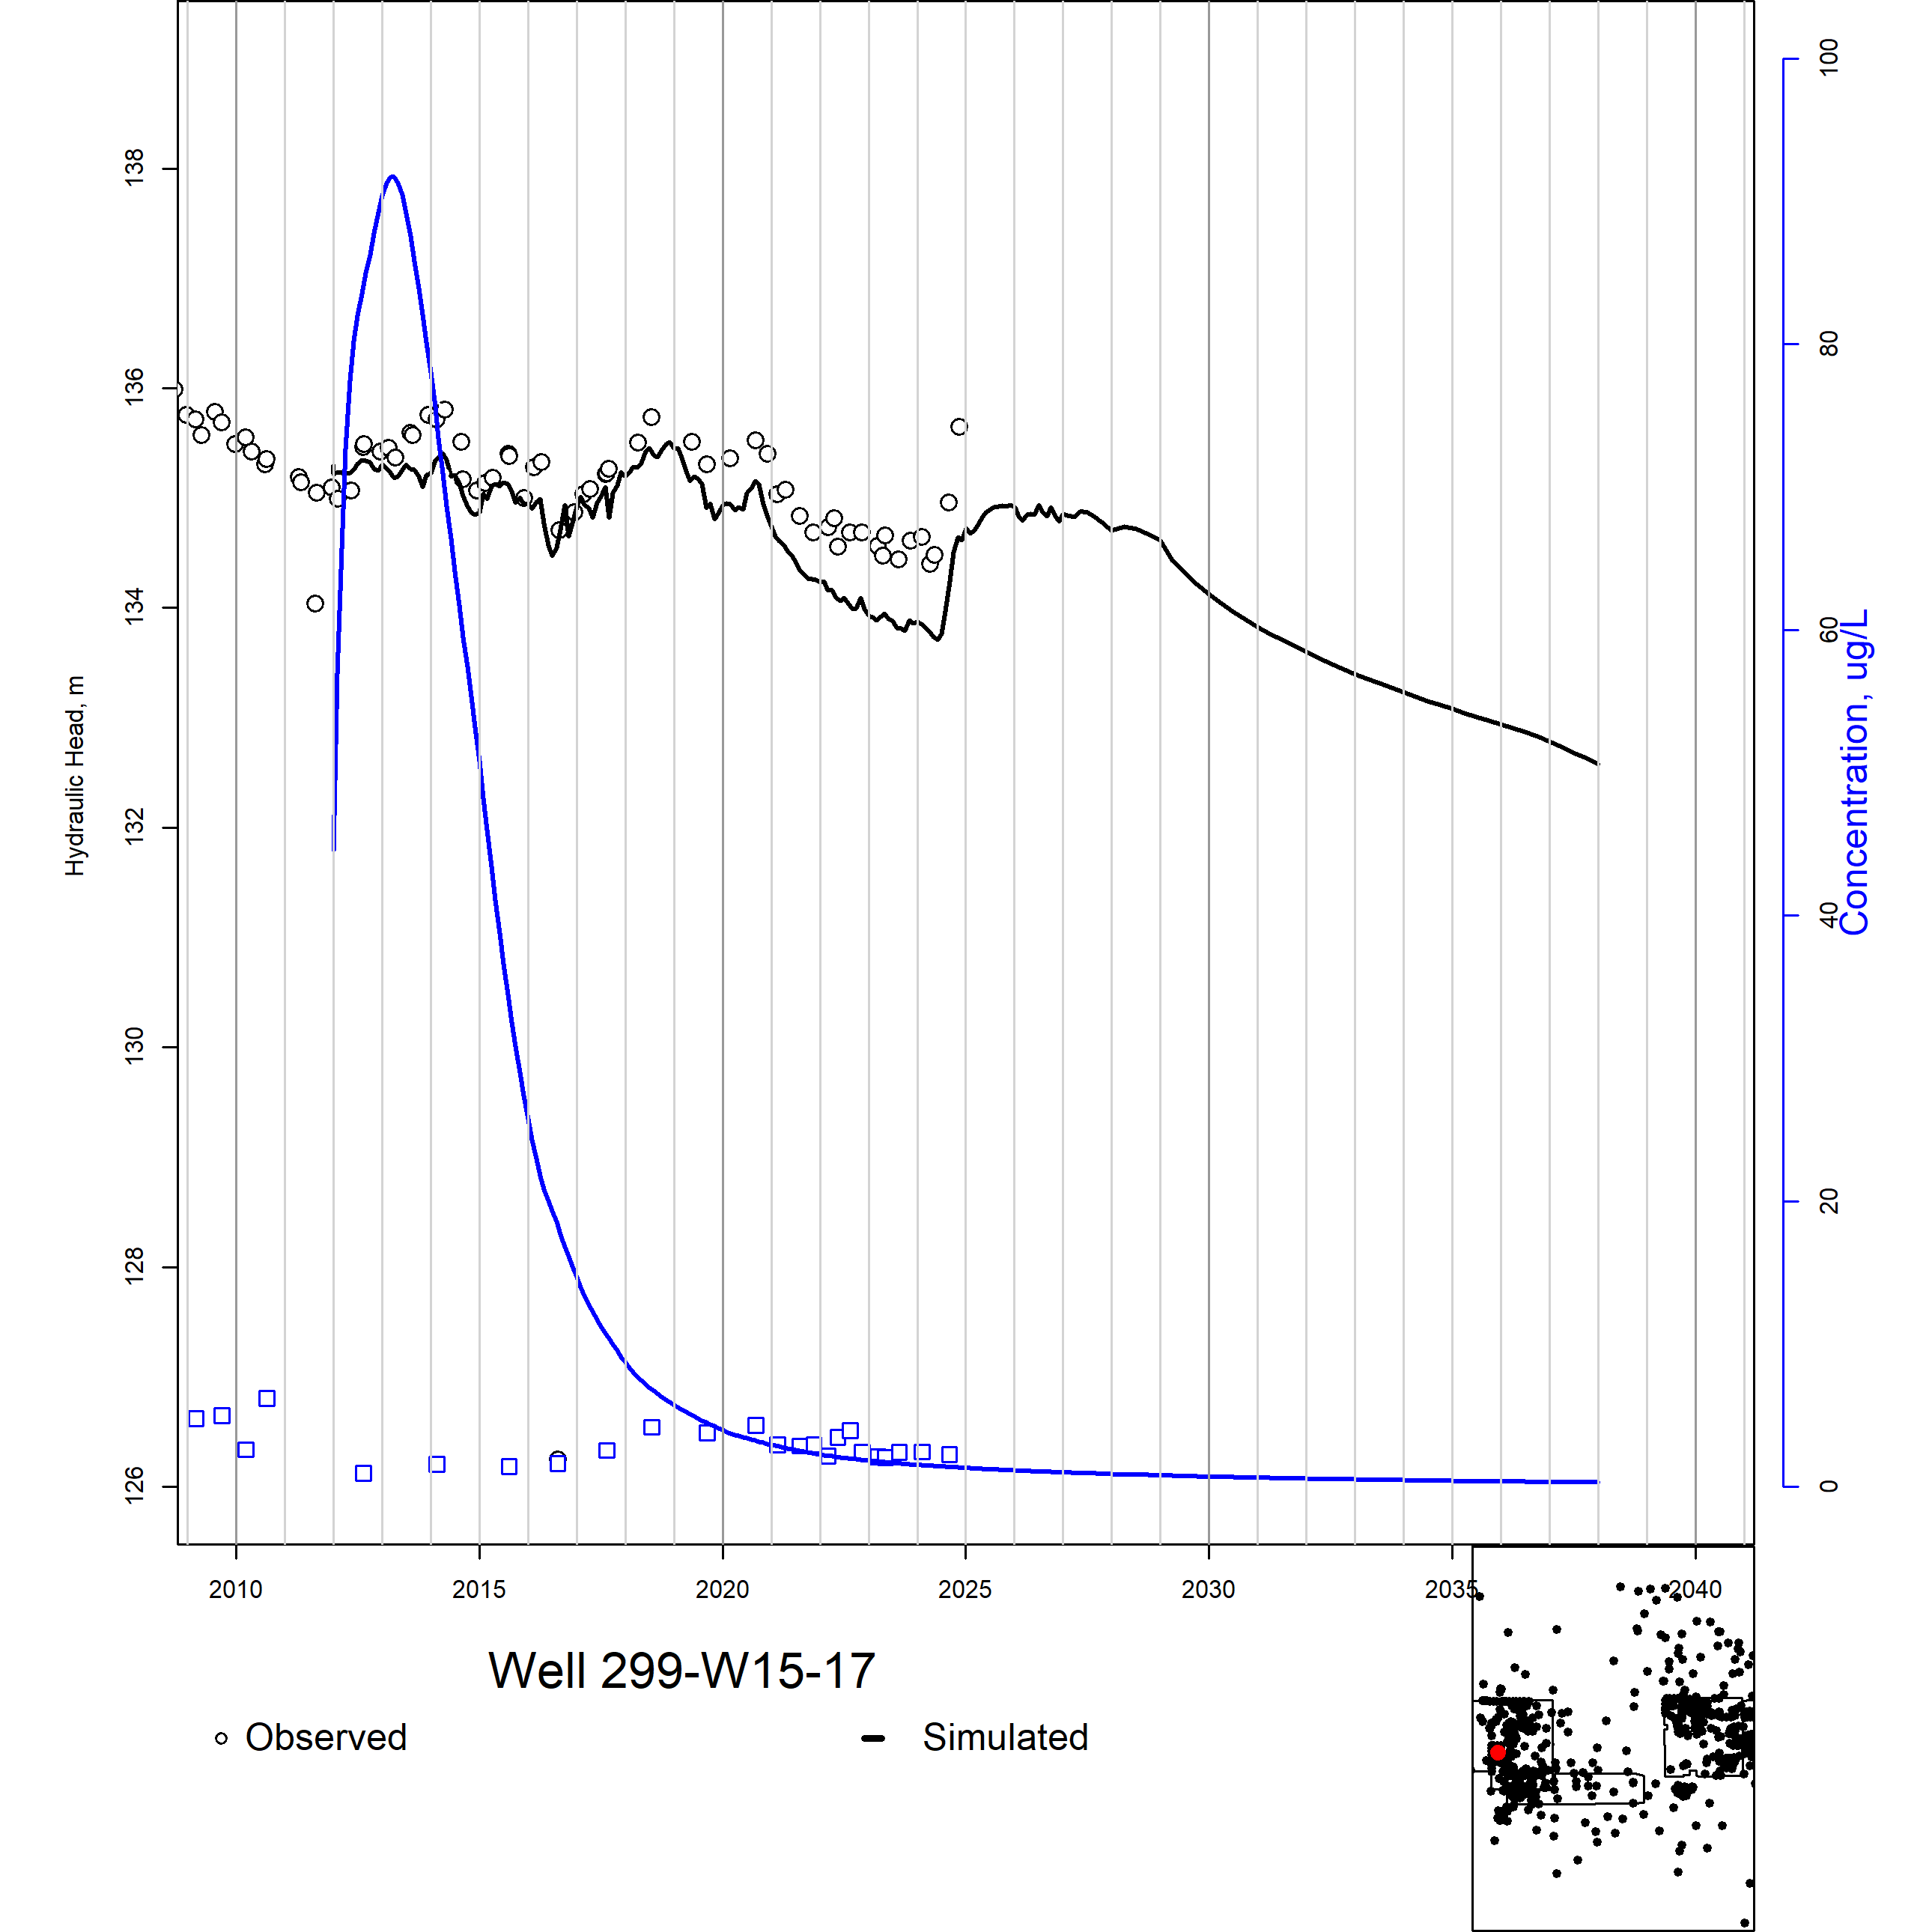 138
136
134
132
130
128
126
Hydraulic Head, m
100
80
60
40
20
0
Concentration, ug/L
2010 2015 2020 2025 2030 2035 2040
Well 299-W15-17
Observed Simulated